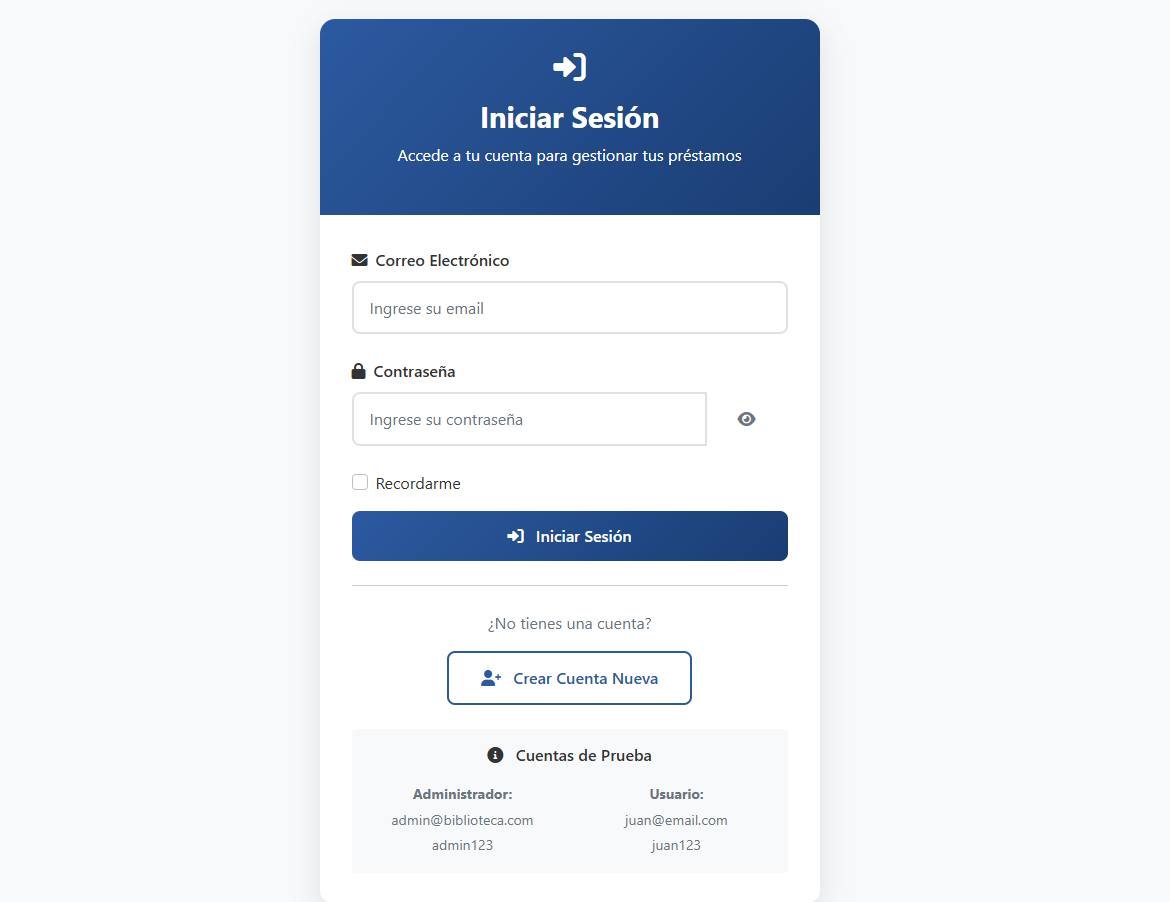 Iniciar Sesión
Accede a tu cuenta para gestionar tus préstamos
Correo Electrónico
Ingrese su email
Contraseña
Ingrese su contraseña
Recordarme
Iniciar Sesión
¿No tienes una cuenta?
Crear Cuenta Nueva
Cuentas de Prueba
Administrador:
admin@biblioteca.com
admin123
Usuario:
juan@email.com
juan123